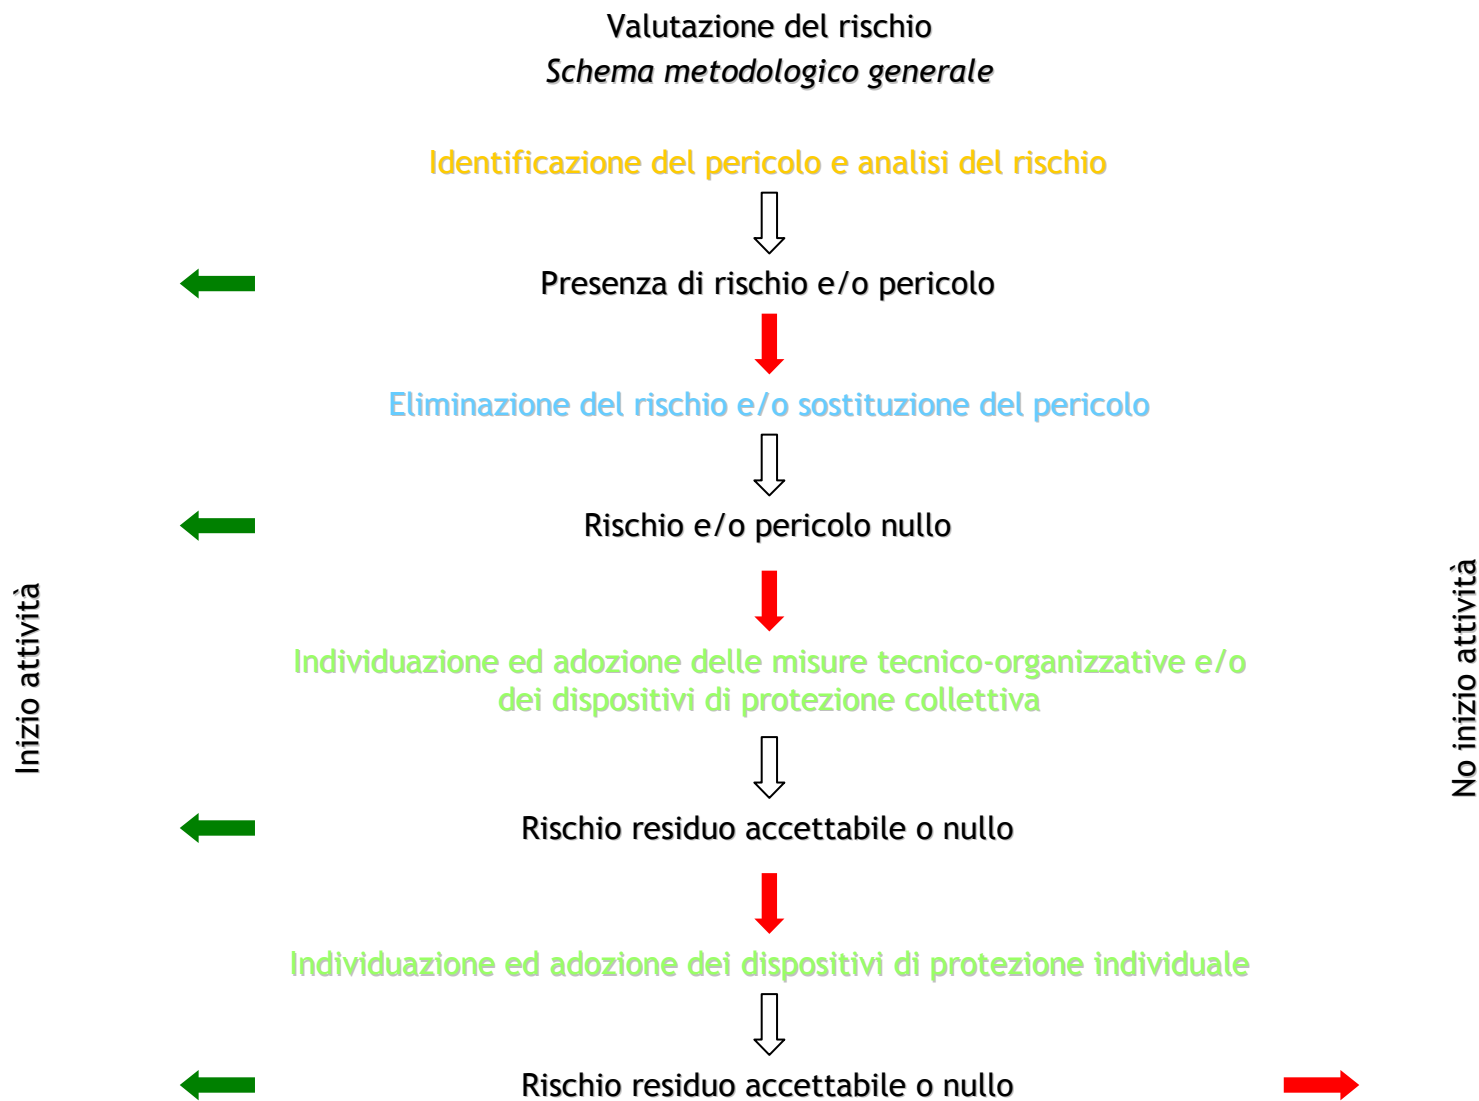 Valutazione del rischio
Schema metodologico generale
Identificazione del pericolo e analisi del rischio
Presenza di rischio e/o pericolo
Eliminazione del rischio e/o sostituzione del pericolo
Rischio e/o pericolo nullo
Inizio attività
No inizio attività
Individuazione ed adozione delle misure tecnico-organizzative e/o
dei dispositivi di protezione collettiva
Rischio residuo accettabile o nullo
Individuazione ed adozione dei dispositivi di protezione individuale
Rischio residuo accettabile o nullo